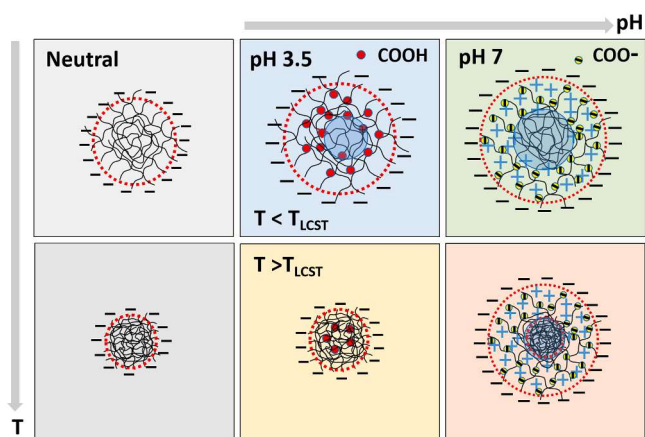 pH
Neutral
pH 3.5
COOH
pH 7
COO-
T < TLCST
T >TLCST
T